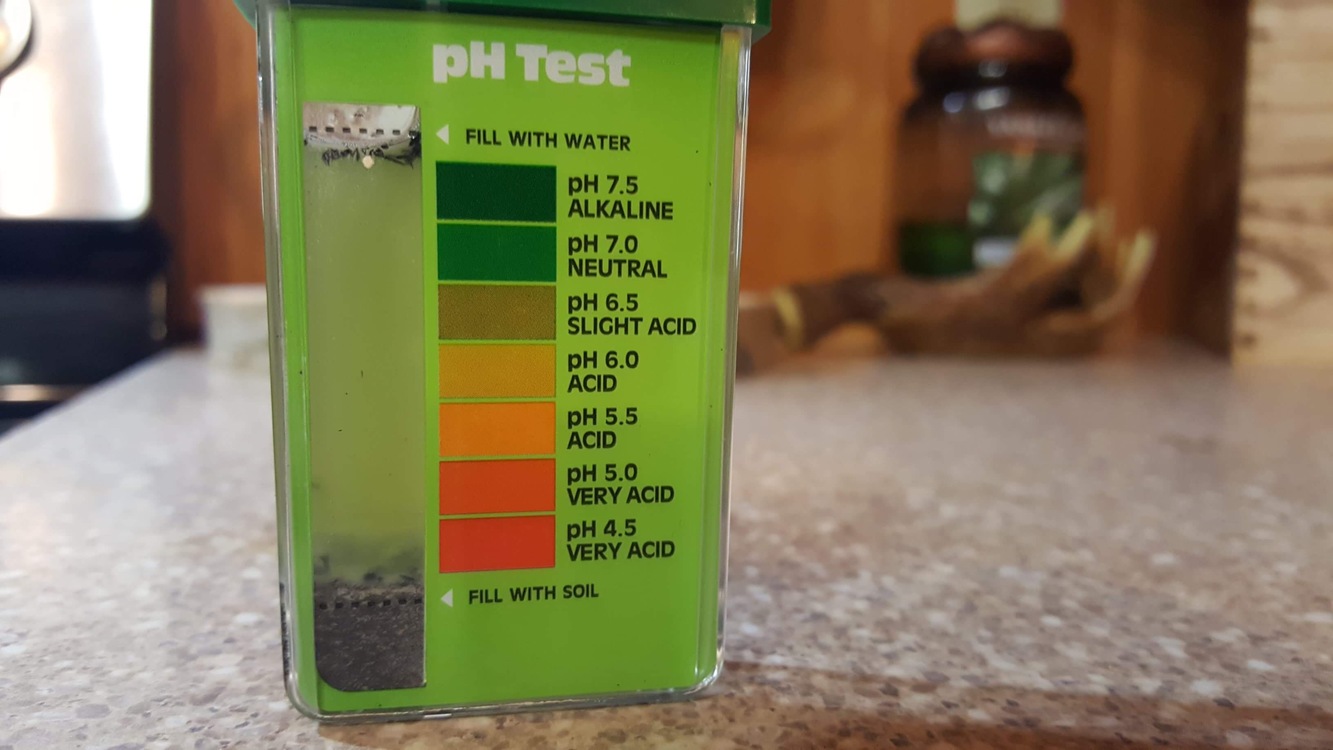 pH Test
FILL WITH WATER
pH 7.5
ALKALINE
pH 7.0
NEUTRAL
pH 6.5
SLIGHT ACID
pH 6.0
ACID
pH 5.5
ACID
pH 5.0
VERY ACID
pH 4.5
VERY ACID
FILL WITH SOIL